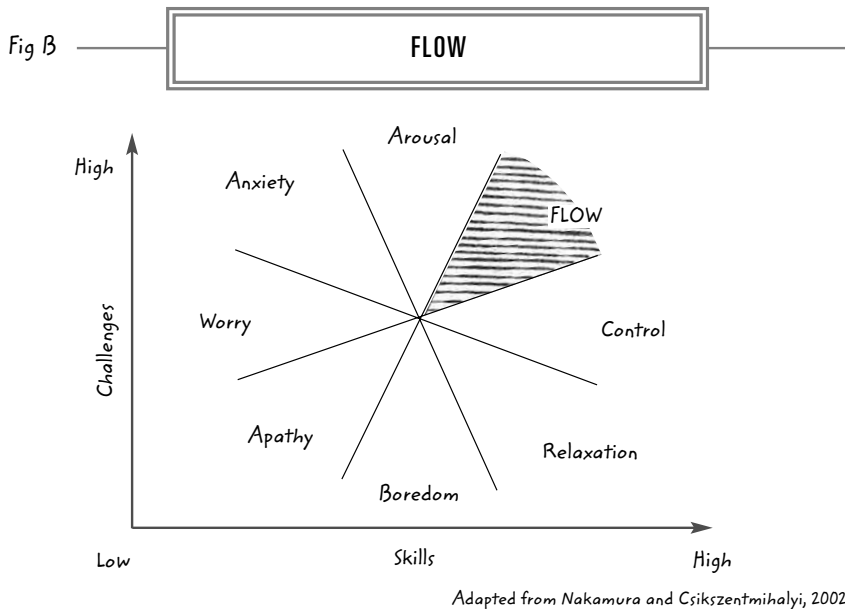 Fig B
FLOW
Arousal
High
Anxiety
FLOW
Worry
Control
Challenges
Apathy
Relaxation
Boredom
Low
Skills
High
Adapted from Nakamura and Csikszentmihalyi, 2002